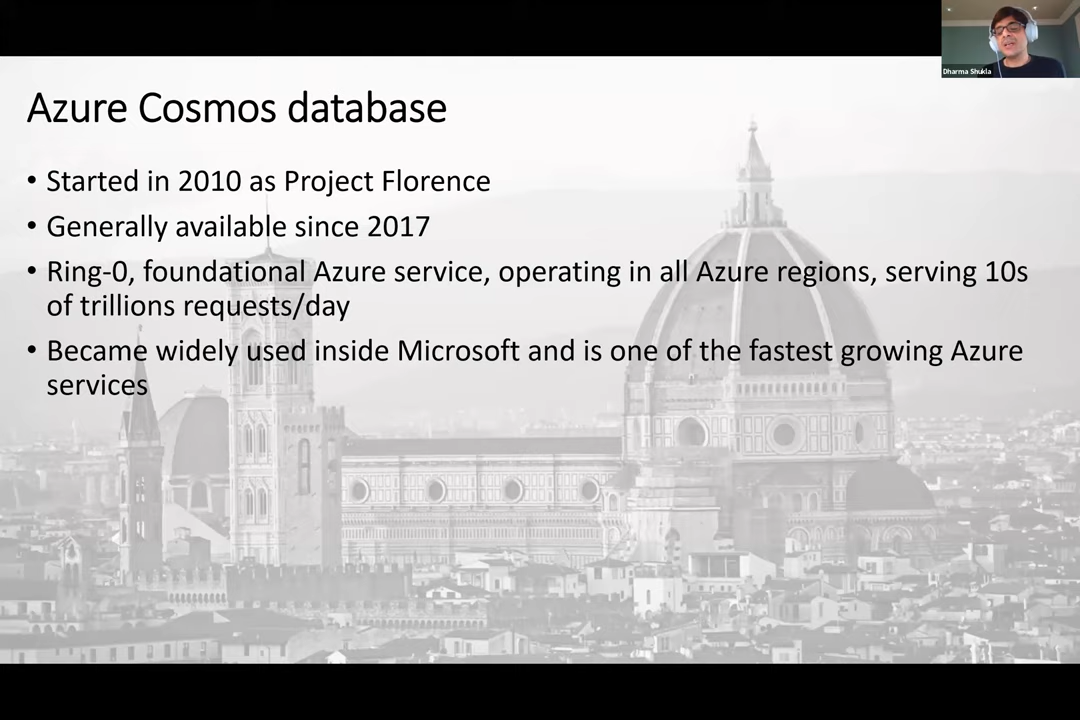 Dharma Shukla
Azure Cosmos database
• Started in 2010 as Project Florence
• Generally available since 2017
• Ring-0, foundational Azure service, operating in all Azure regions, serving 10s
of trillions requests/day
• Became widely used inside Microsoft and is one of the fastest growing Azure
services